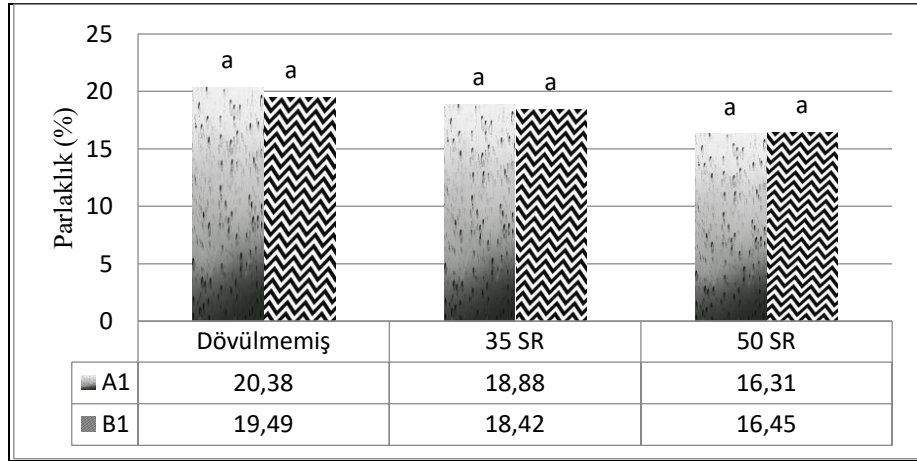 25
a
a
a
a
a
a
20
15
10
5
0
Parlaklık (%)
Dövülmemiş 35 SR 50 SR
A1 20,38 18,88 16,31
B1 19,49 18,42 16,45